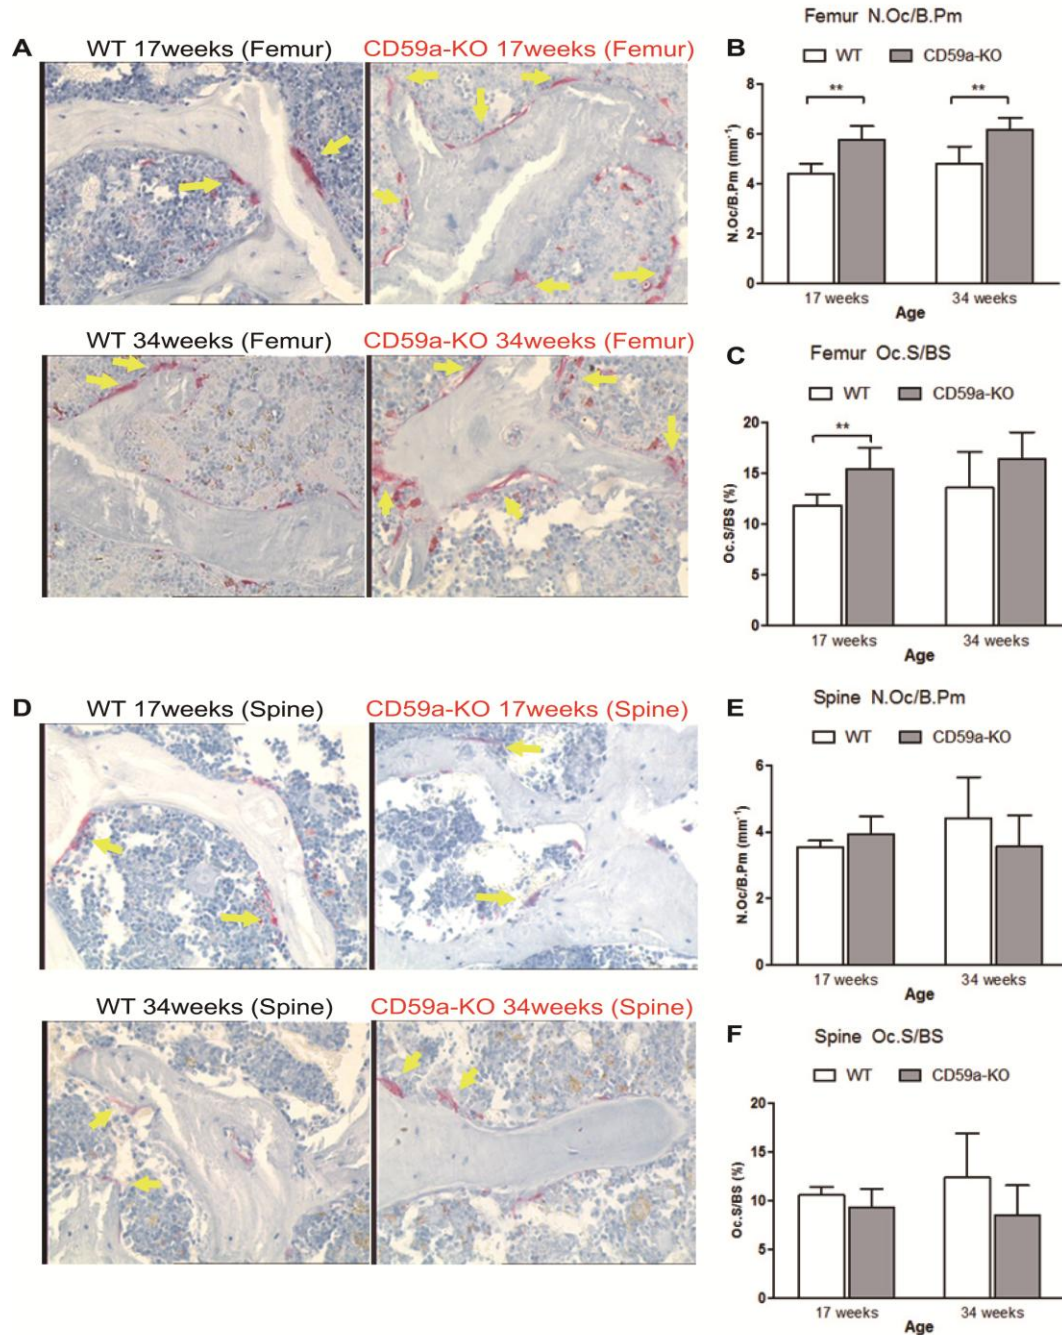 A
WT 17weeks (Femur)
CD59a-KO 17weeks (Femur)
WT 34weeks (Femur)
CD59a-KO 34weeks (Femur)
B
Femur N.Oc/B.Pm
WT
CD59a-KO
N.Oc/B.Pm (mm-1)
8
6
4
2
0
**
**
17 weeks
34 weeks
Age
C
Femur Oc.S/BS
WT
CD59a-KO
Oc.S/BS (%)
20
15
10
5
0
**
17 weeks
34 weeks
Age
D
WT 17weeks (Spine)
CD59a-KO 17weeks (Spine)
WT 34weeks (Spine)
CD59a-KO 34weeks (Spine)
E
Spine N.Oc/B.Pm
WT
CD59a-KO
N.Oc/B.Pm (mm-1)
6
4
2
0
17 weeks
34 weeks
Age
F
Spine Oc.S/BS
WT
CD59a-KO
Oc.S/BS (%)
20
15
10
5
0
17 weeks
34 weeks
Age